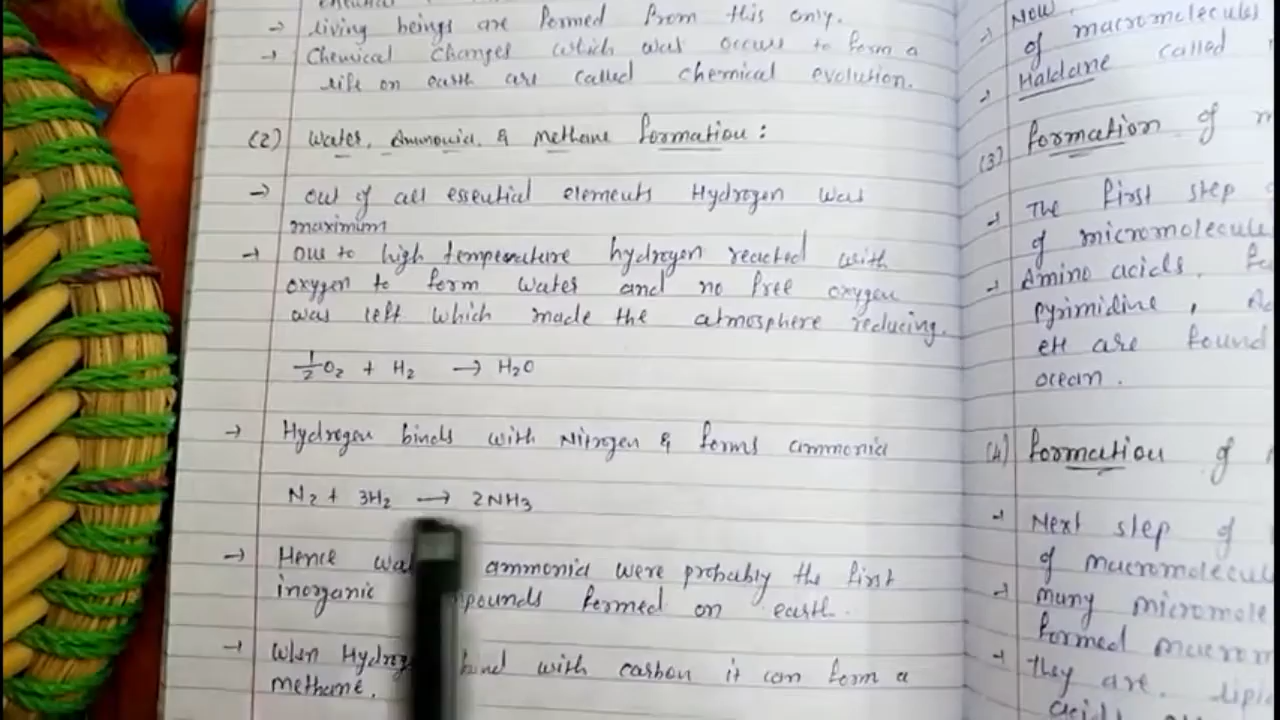 → living beings are formed from this only.
→ Chemical changes which was occurs to form a
life on earth are called chemical evolution.
(2) Water, Ammonia, & Methane formation :
→ out of all essential elements Hydrogen was
maximum
→ Due to high temperature hydrogen reacted with
oxygen to form water and no free oxygen
was left which made the atmosphere reducing.
1/2 O₂ + H₂ → H₂O
→ Hydrogen binds with Nitrogen & forms ammonia
N₂ + 3H₂ → 2NH₃
→ Hence ammonia were probably the first
inorganic formed on earth.
→ When with carbon it can form a
methane.
→ Now
of macromolecules
→ Haldane called
(3) formation of
→ The first step
of micromolecule
→ Amino acids,
pyrimidine ,
are found
ocean .
(4) formation of
→ Next step of
of
→ many
formed
→ They are,